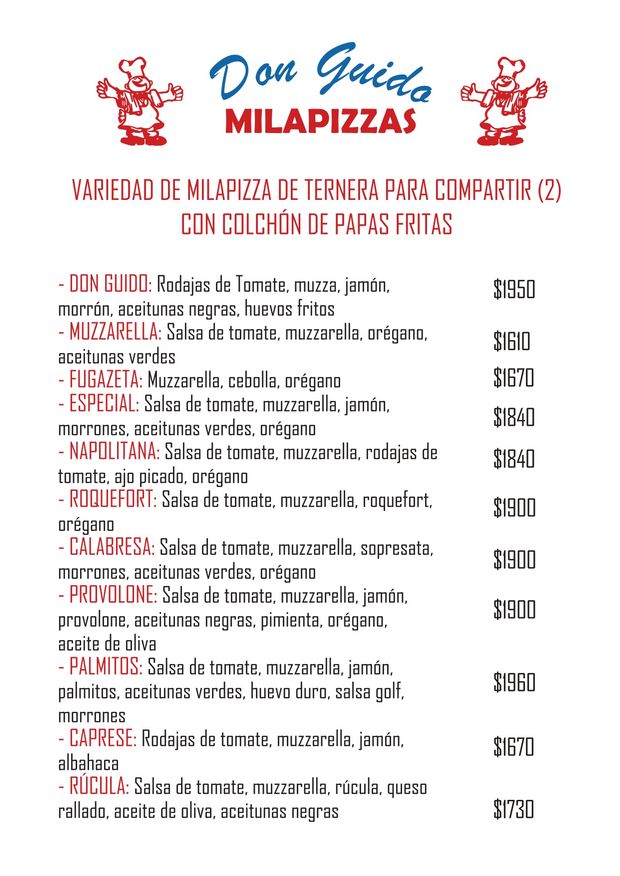 Don Guido
MILAPIZZAS
VARIEDAD DE MILAPIZZA DE TERNERA PARA COMPARTIR (2)
CON COLCHÓN DE PAPAS FRITAS
- DON GUIDO: Rodajas de Tomate, muzza, jamón, $1950
morrón, aceitunas negras, huevos fritos
- MUZZARELLA: Salsa de tomate, muzzarella, orégano, $1610
aceitunas verdes
- FUGAZETA: Muzzarella, cebolla, orégano $1670
- ESPECIAL: Salsa de tomate, muzzarella, jamón, $1840
morrones, aceitunas verdes, orégano
- NAPOLITANA: Salsa de tomate, muzzarella, rodajas de $1840
tomate, ajo picado, orégano
- ROQUEFORT: Salsa de tomate, muzzarella, roquefort, $1900
orégano
- CALABRESA: Salsa de tomate, muzzarella, sopresata, $1900
morrones, aceitunas verdes, orégano
- PROVOLONE: Salsa de tomate, muzzarella, jamón, $1900
provolone, aceitunas negras, pimienta, orégano,
aceite de oliva
- PALMITOS: Salsa de tomate, muzzarella, jamón, $1960
palmitos, aceitunas verdes, huevo duro, salsa golf,
morrones
- CAPRESE: Rodajas de tomate, muzzarella, jamón, $1670
albahaca
- RÚCULA: Salsa de tomate, muzzarella, rúcula, queso
rallado, aceite de oliva, aceitunas negras $1730